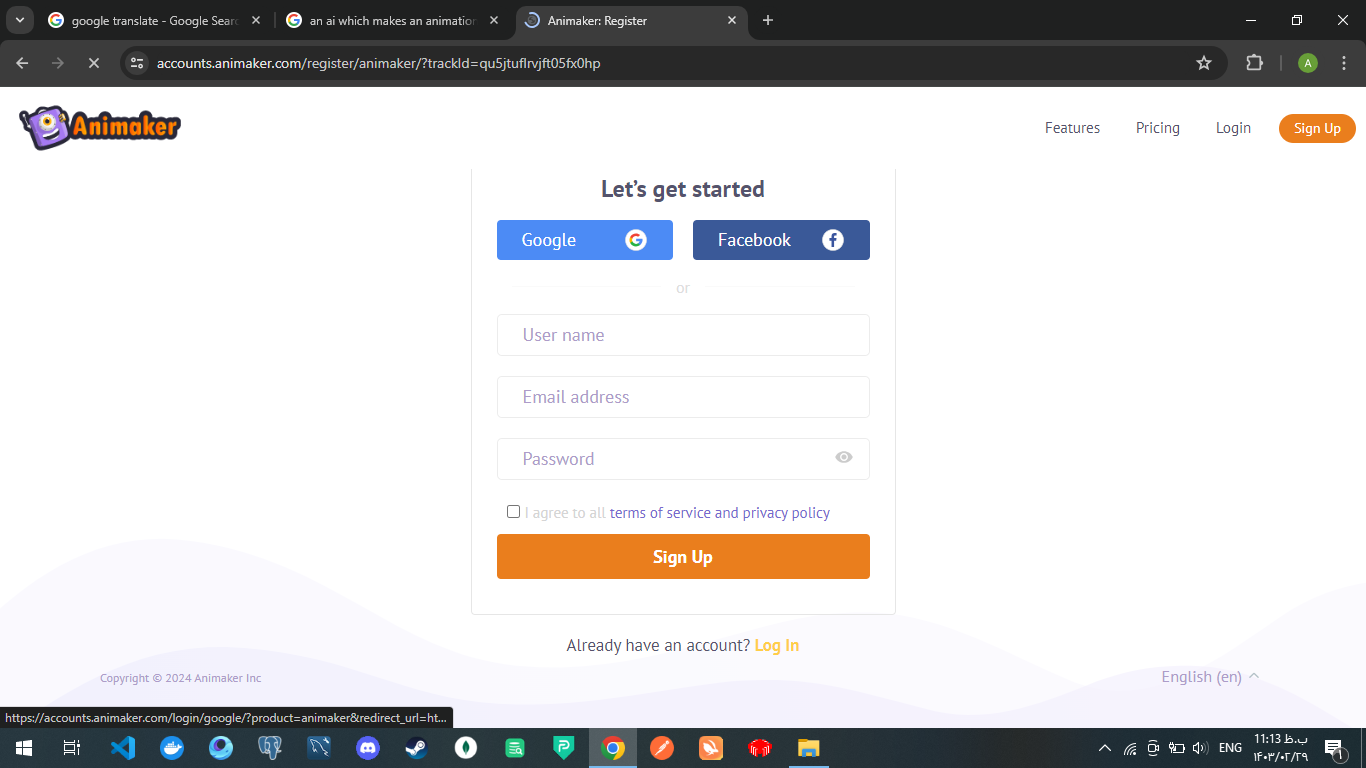 google translate - Google Sear
an ai which makes an animation
Animaker: Register
accounts.animaker.com/register/animaker/?trackId=qu5jtuflrvjft05fx0hp
A
Animaker
Features
Pricing
Login
Sign Up
Let's get started
Google
Facebook
or
User name
Email address
Password
I agree to all terms of service and privacy policy
Sign Up
Already have an account? Log In
Copyright © 2024 Animaker Inc
English (en)
https://accounts.animaker.com/login/google/?product=animaker&redirect_url=ht...
ENG
11:13 ب.ظ
۱۴۰۳/۰۲/۲۹
1